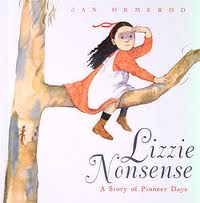 JAN ORMEROD
Lizzie
Nonsense
A Story of Pioneer Days